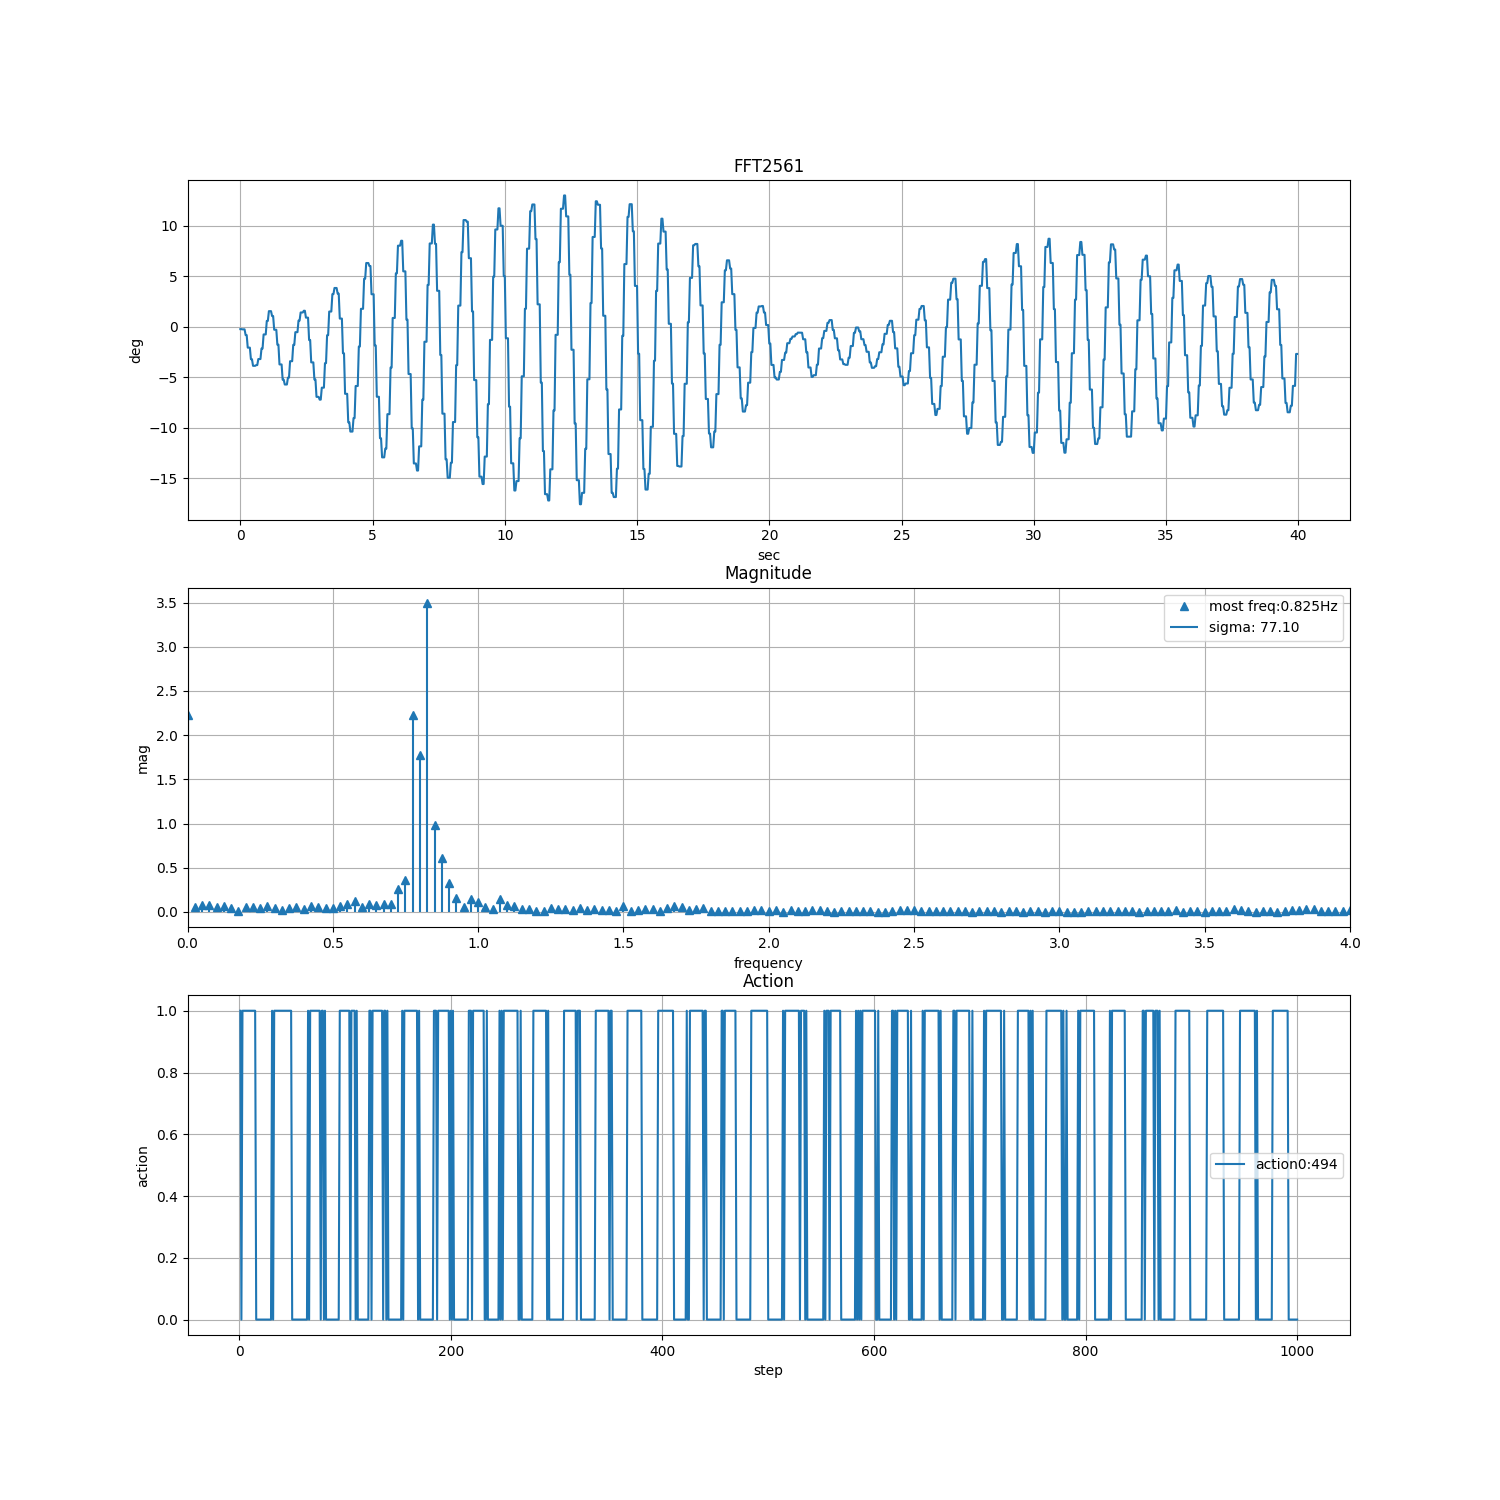 FFT2561
10
5
0
−5
−10
−15
deg
0 5 10 15 20 25 30 35 40
sec
Magnitude
3.5
3.0
2.5
2.0
1.5
1.0
0.5
0.0
mag
most freq:0.825Hz
sigma: 77.10
0.0 0.5 1.0 1.5 2.0 2.5 3.0 3.5 4.0
frequency
Action
1.0
0.8
0.6
0.4
0.2
0.0
action
action0:494
0 200 400 600 800 1000
step